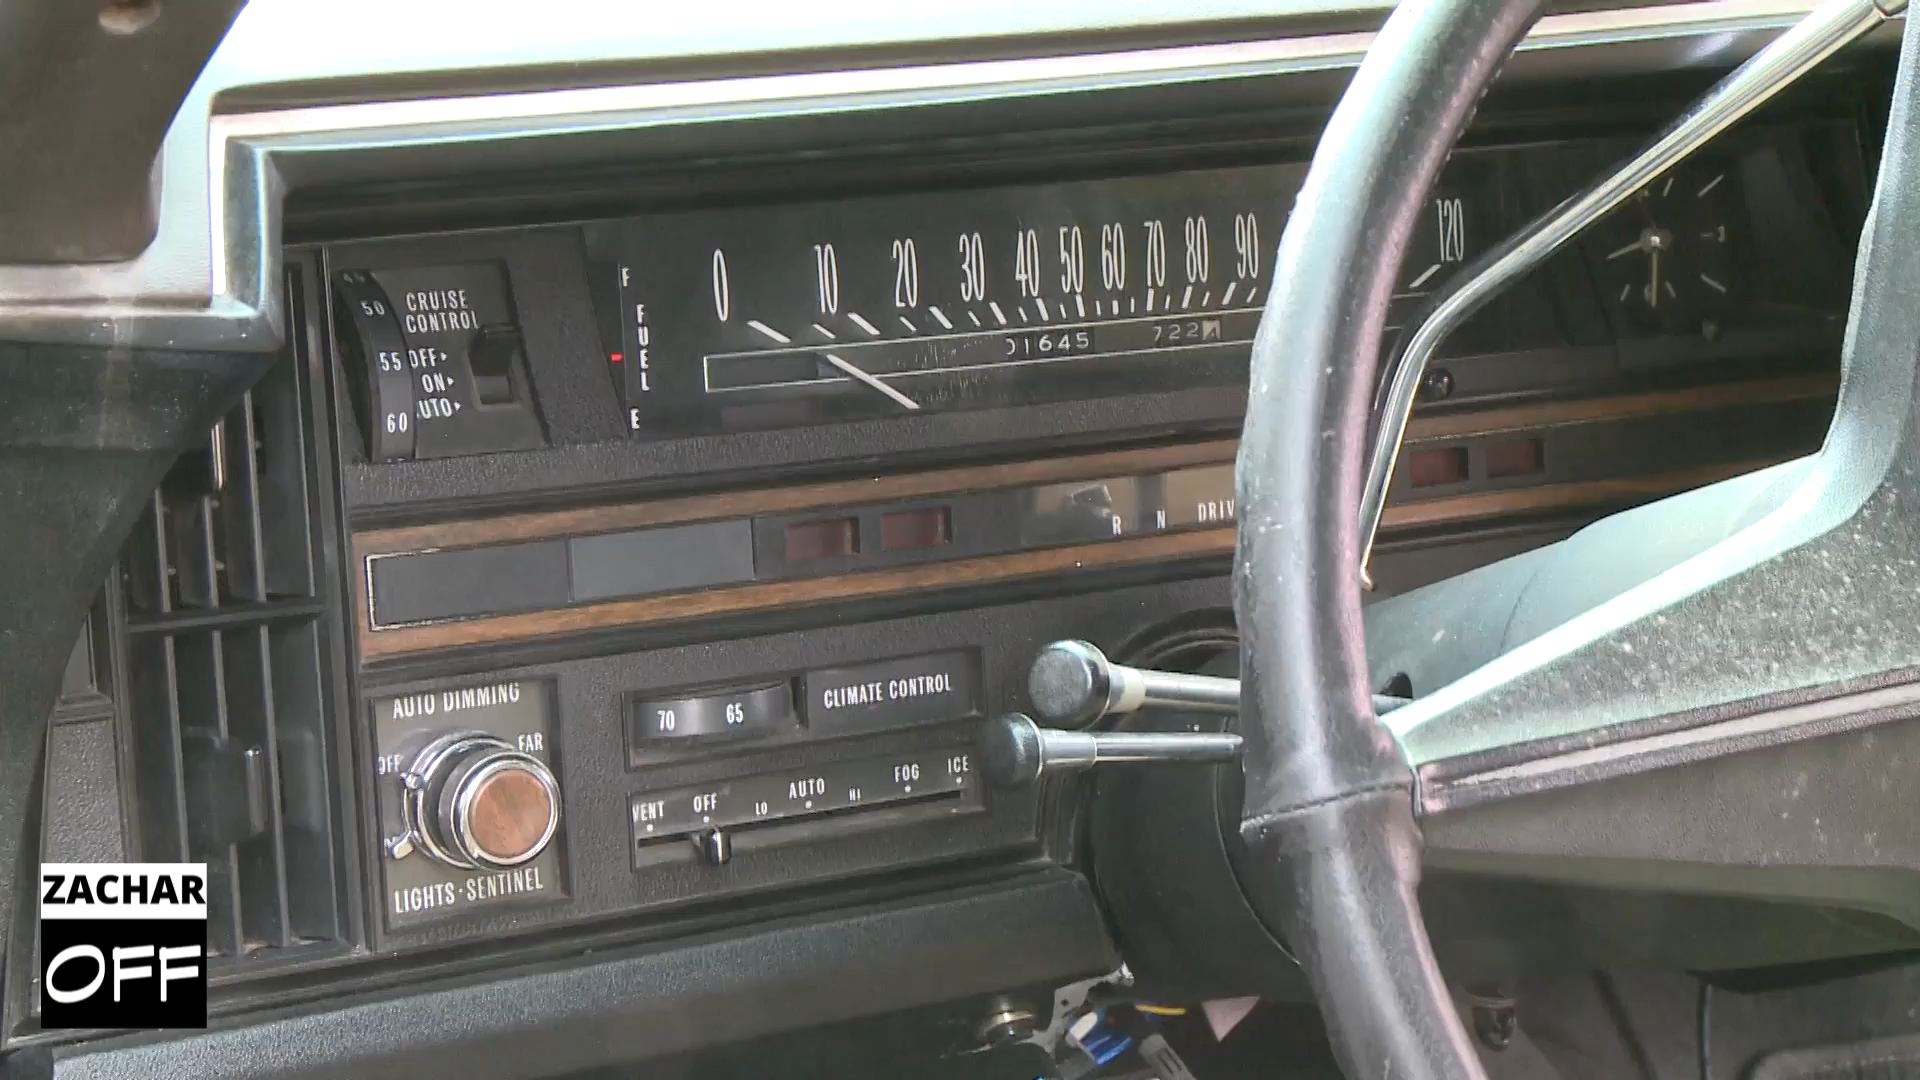 50
55
60
CRUISE
CONTROL
OFF
ON
AUTO
F
FUEL
E
0 10 20 30 40 50 60 70 80 90 120
1645 722
3
R N DRIV
AUTO DIMMING
OFF
FAR
LIGHTS·SENTINEL
70 65
CLIMATE CONTROL
VENT OFF LO AUTO HI FOG ICE
ZACHAR
OFF